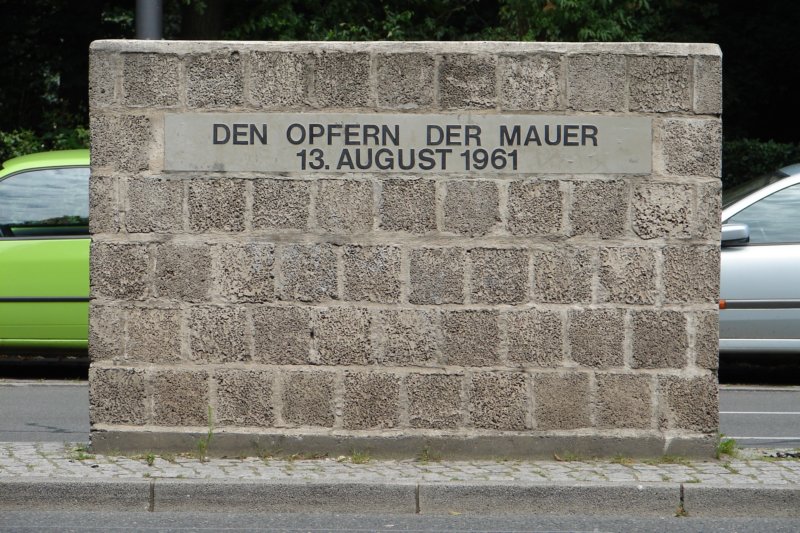 DEN OPFERN DER MAUER
13. AUGUST 1961